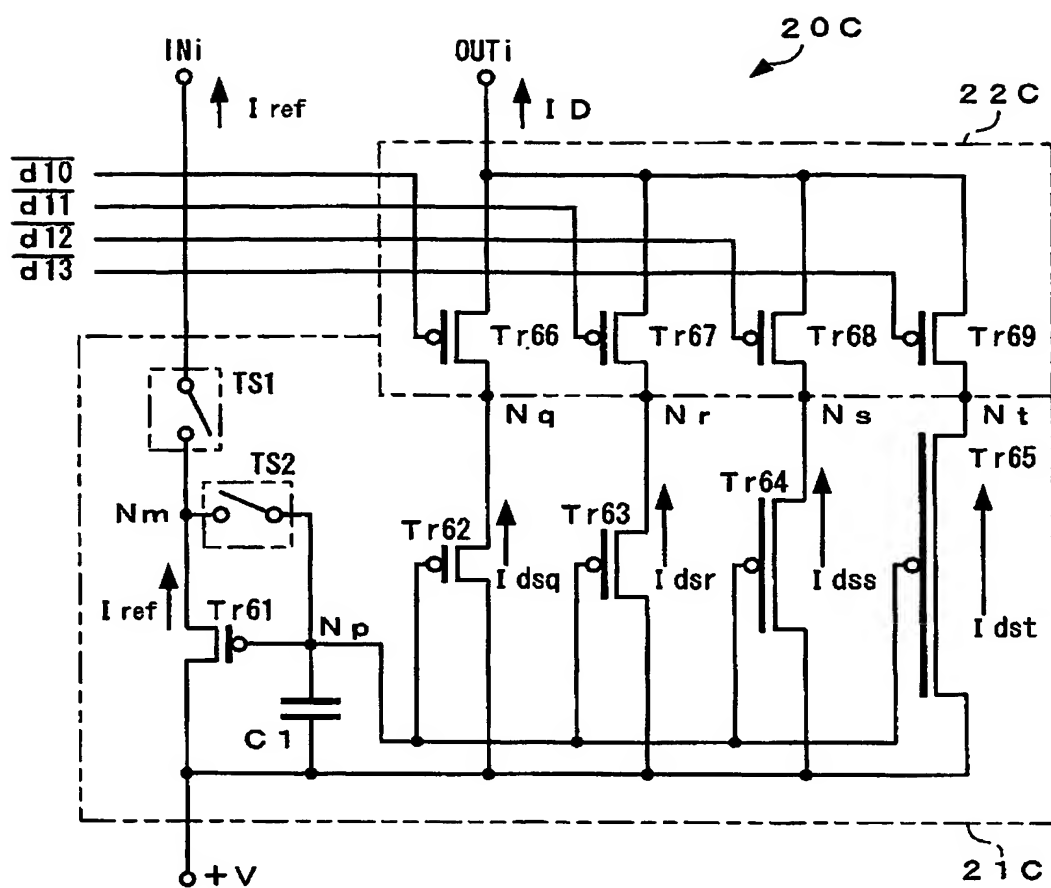 20C
INi
OUTi
I ref
ID
22C
d10
d11
d12
d13
Tr66
Tr67
Tr68
Tr69
TS1
Nq
Nr
Ns
Nt
TS2
Tr65
Nm
Tr62
Tr63
Tr64
I dsq
I dsr
I dss
I dst
I ref
Tr61
Np
C1
+V
21C